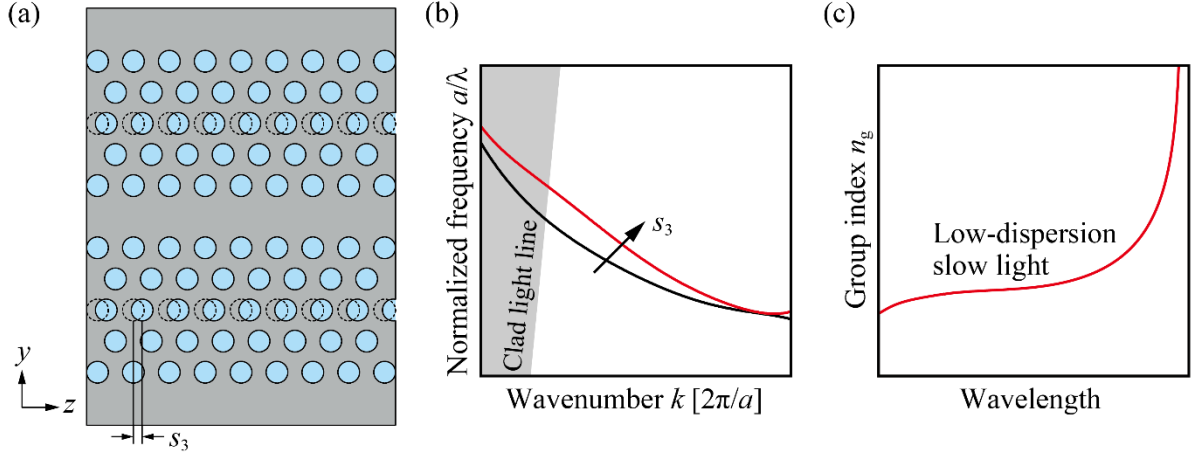 (a)
y
z
s₃
(b)
Normalized frequency a/λ
Clad light line
s₃
Wavenumber k [2π/a]
(c)
Group index ng
Low-dispersion
slow light
Wavelength